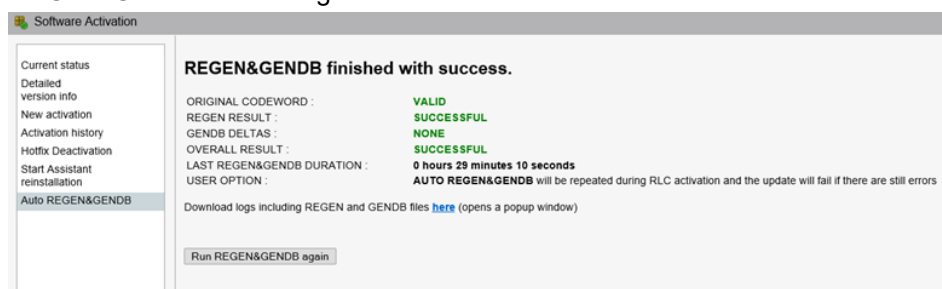 Software Activation
Current status
Detailed
version info
New activation
Activation history
Hotfix Deactivation
Start Assistant
reinstallation
Auto REGEN&GENDB
REGEN&GENDB finished with success.
ORIGINAL CODEWORD : VALID
REGEN RESULT : SUCCESSFUL
GENDB DELTAS : NONE
OVERALL RESULT : SUCCESSFUL
LAST REGEN&GENDB DURATION : 0 hours 29 minutes 10 seconds
USER OPTION : AUTO REGEN&GENDB will be repeated during RLC activation and the update will fail if there are still errors
Download logs including REGEN and GENDB files here (opens a popup window)
Run REGEN&GENDB again